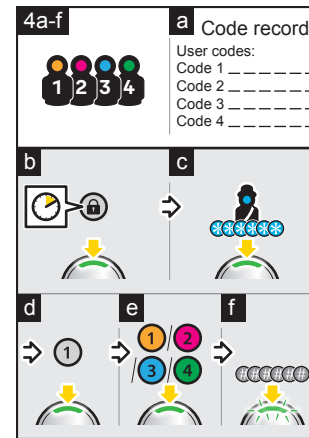 4a-f
1 2 3 4
a Code record
User codes:
Code 1 _ _ _ _ _ _
Code 2 _ _ _ _ _ _
Code 3 _ _ _ _ _ _
Code 4 _ _ _ _ _ _
b
c
******
d
1
e
1 / 2
/ 3 / 4
f
######